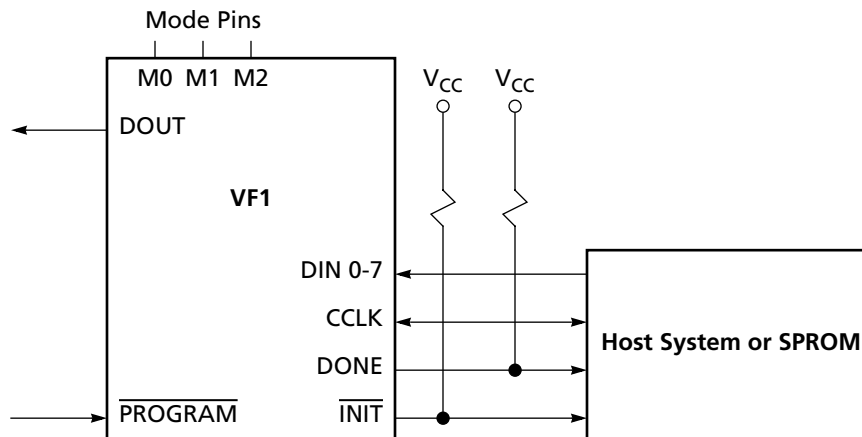 Mode Pins
M0 M1 M2
VCC VCC
DOUT
VF1
DIN 0-7
CCLK
Host System or SPROM
DONE
PROGRAM INIT